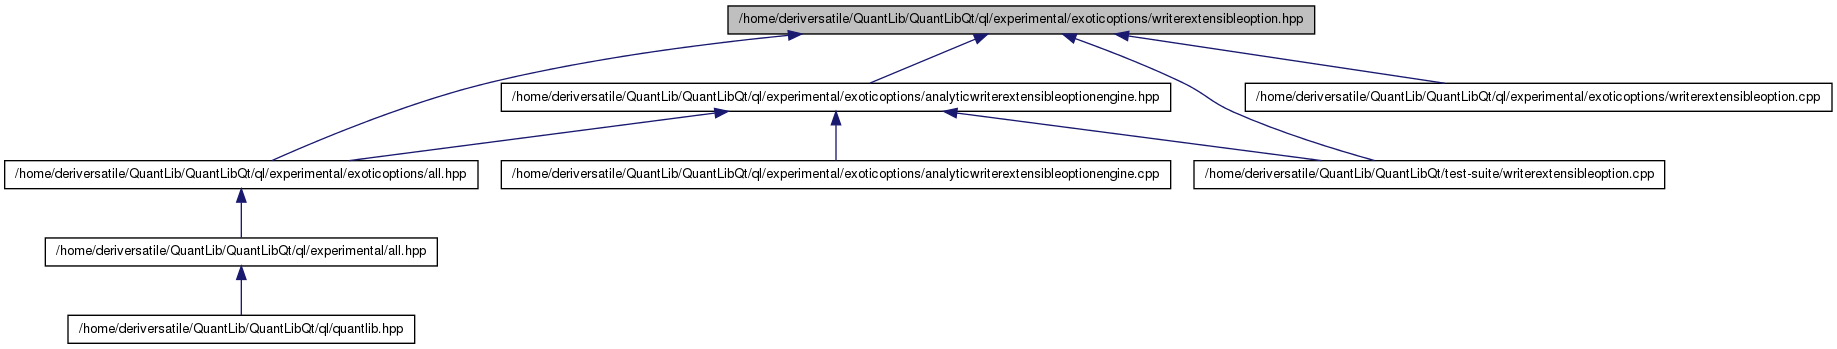 /home/deriversatile/QuantLib/QuantLibQt/ql/experimental/exoticoptions/writerextensibleoption.hpp
/home/deriversatile/QuantLib/QuantLibQt/ql/experimental/exoticoptions/analyticwriterextensibleoptionengine.hpp
/home/deriversatile/QuantLib/QuantLibQt/ql/experimental/exoticoptions/writerextensibleoption.cpp
/home/deriversatile/QuantLib/QuantLibQt/ql/experimental/exoticoptions/all.hpp
/home/deriversatile/QuantLib/QuantLibQt/ql/experimental/exoticoptions/analyticwriterextensibleoptionengine.cpp
/home/deriversatile/QuantLib/QuantLibQt/test-suite/writerextensibleoption.cpp
/home/deriversatile/QuantLib/QuantLibQt/ql/experimental/all.hpp
/home/deriversatile/QuantLib/QuantLibQt/ql/quantlib.hpp